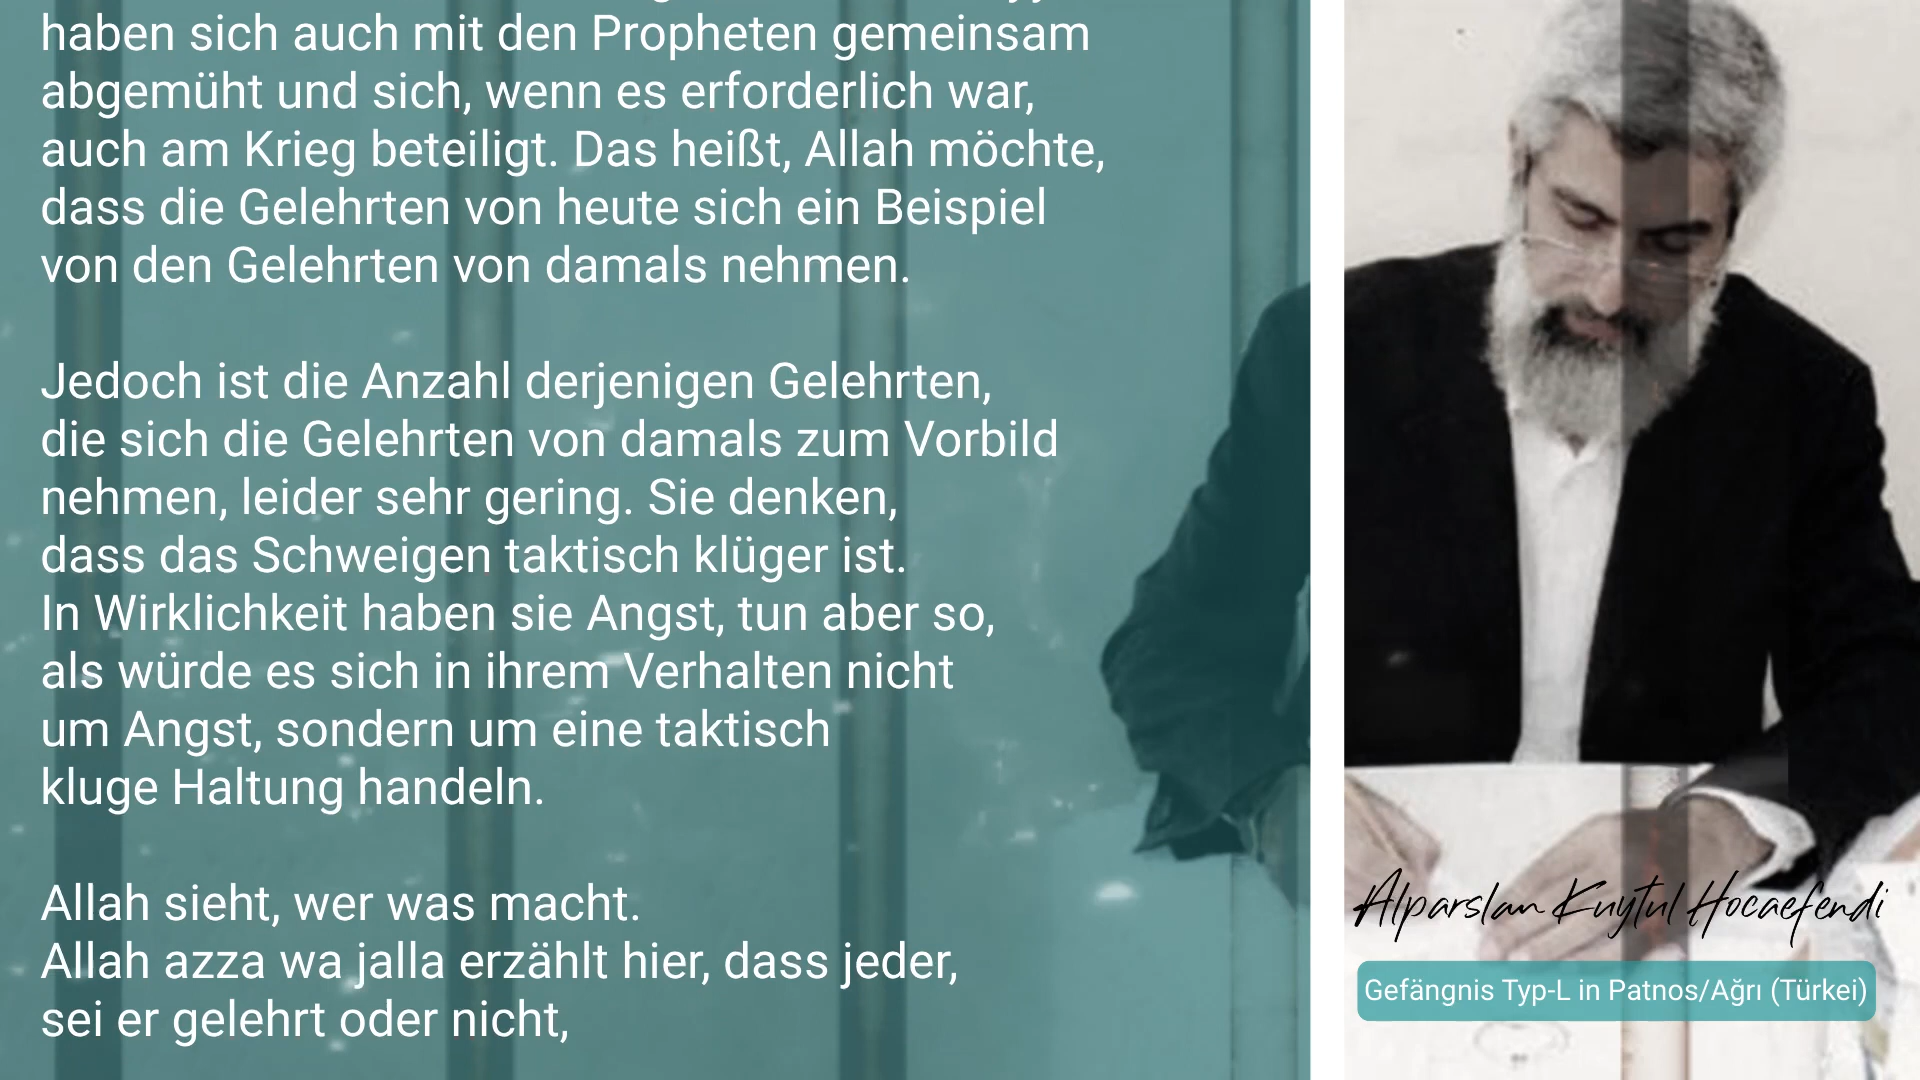 haben sich auch mit den Propheten gemeinsam
abgemüht und sich, wenn es erforderlich war,
auch am Krieg beteiligt. Das heißt, Allah möchte,
dass die Gelehrten von heute sich ein Beispiel
von den Gelehrten von damals nehmen.
Jedoch ist die Anzahl derjenigen Gelehrten,
die sich die Gelehrten von damals zum Vorbild
nehmen, leider sehr gering. Sie denken,
dass das Schweigen taktisch klüger ist.
In Wirklichkeit haben sie Angst, tun aber so,
als würde es sich in ihrem Verhalten nicht
um Angst, sondern um eine taktisch
kluge Haltung handeln.
Allah sieht, wer was macht.
Allah azza wa jalla erzählt hier, dass jeder,
sei er gelehrt oder nicht,
Alparslan Kuytul Hocaefendi
Gefängnis Typ-L in Patnos/Ağrı (Türkei)